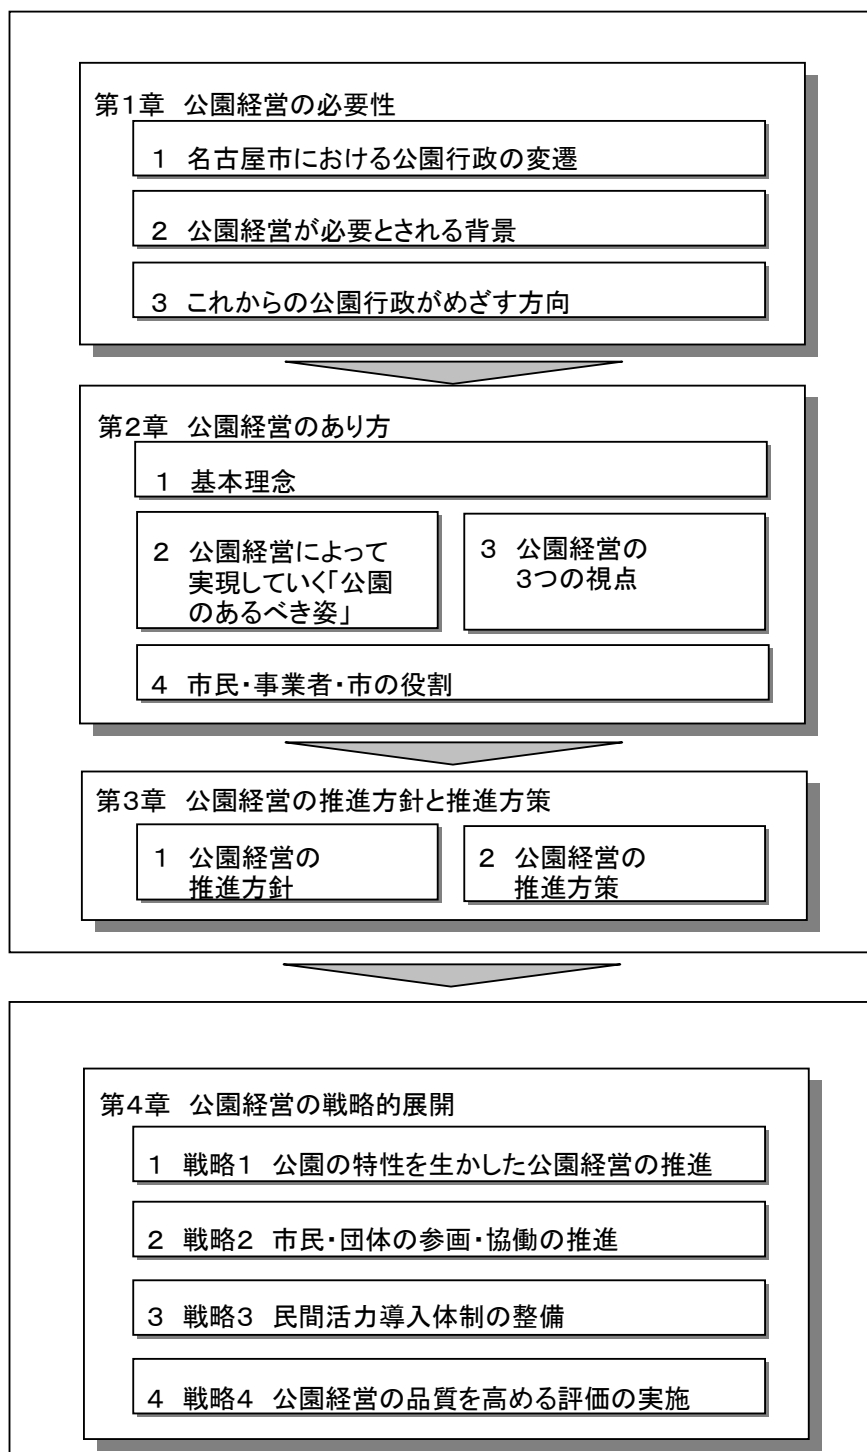 第1章 公園経営の必要性
1 名古屋市における公園行政の変遷
2 公園経営が必要とされる背景
3 これからの公園行政がめざす方向
第2章 公園経営のあり方
1 基本理念
2 公園経営によって
実現していく「公園
のあるべき姿」
3 公園経営の
3つの視点
4 市民・事業者・市の役割
第3章 公園経営の推進方針と推進方策
1 公園経営の
推進方針
2 公園経営の
推進方策
第4章 公園経営の戦略的展開
1 戦略1 公園の特性を生かした公園経営の推進
2 戦略2 市民・団体の参画・協働の推進
3 戦略3 民間活力導入体制の整備
4 戦略4 公園経営の品質を高める評価の実施